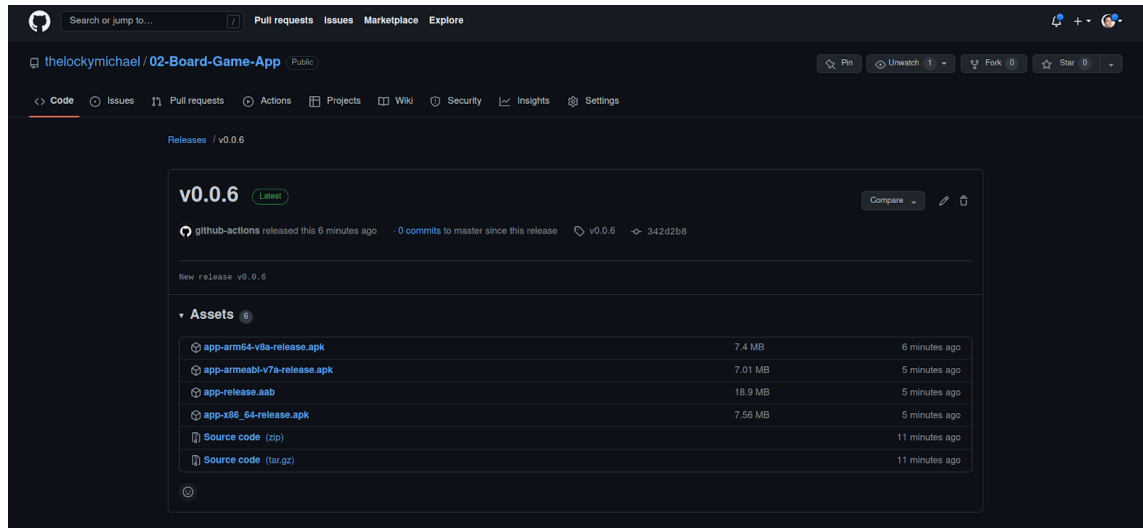 Search or jump to... / Pull requests Issues Marketplace Explore
thelockymichael / 02-Board-Game-App Public Pin Unwatch 1 Fork 0 Star 0
Code Issues Pull requests Actions Projects Wiki Security Insights Settings
Releases / v0.0.6
v0.0.6 Latest Compare
github-actions released this 6 minutes ago · 0 commits to master since this release v0.0.6 342d2b8
New release v0.0.6
Assets 6
app-arm64-v8a-release.apk 7.4 MB 6 minutes ago
app-armeabi-v7a-release.apk 7.01 MB 5 minutes ago
app-release.aab 18.9 MB 5 minutes ago
app-x86_64-release.apk 7.56 MB 5 minutes ago
Source code (zip) 11 minutes ago
Source code (tar.gz) 11 minutes ago